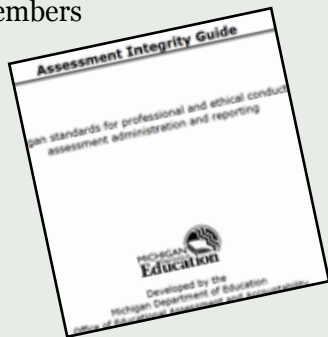 embers
Assessment Integrity Guide
gan standards for professional and ethical conduct
assessment administration and reporting
MICHIGAN
Education
Developed by the
Michigan Department of Education
Office of Educational Assessment and Accountability